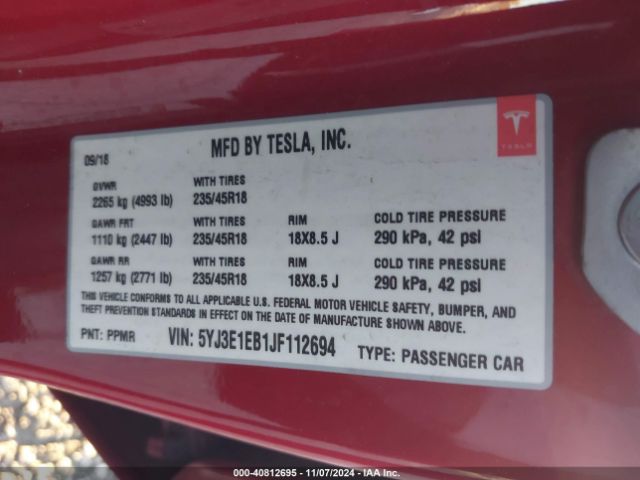 MFD BY TESLA, INC.
TESLA
09/18
GVWR WITH TIRES
2265 kg (4993 lb) 235/45R18
GAWR FRT WITH TIRES RIM COLD TIRE PRESSURE
1110 kg (2447 lb) 235/45R18 18X8.5 J 290 kPa, 42 psi
GAWR RR WITH TIRES RIM COLD TIRE PRESSURE
1257 kg (2771 lb) 235/45R18 18X8.5 J 290 kPa, 42 psi
THIS VEHICLE CONFORMS TO ALL APPLICABLE U.S. FEDERAL MOTOR VEHICLE SAFETY, BUMPER, AND
THEFT PREVENTION STANDARDS IN EFFECT ON DATE OF MANUFACTURE SHOWN ABOVE.
PNT: PPMR VIN: 5YJ3E1EB1JF112694 TYPE: PASSENGER CAR
000-40812695 - 11/07/2024 - IAA Inc.